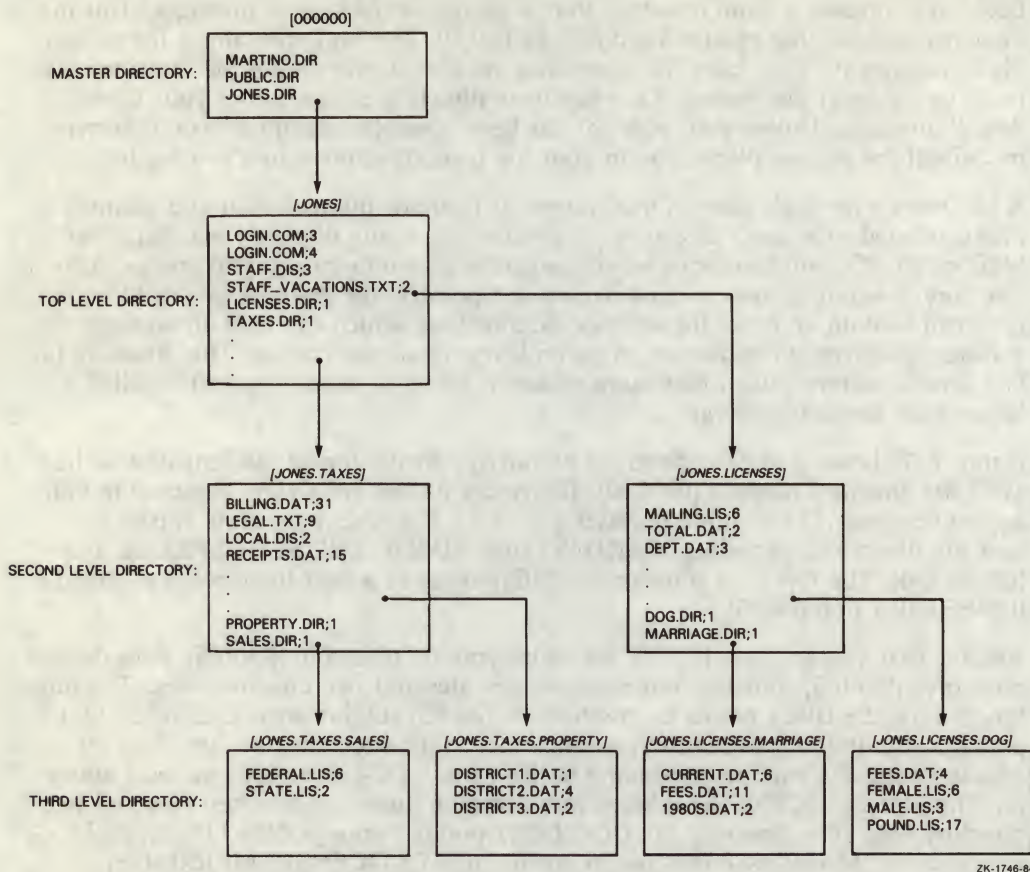 [000000]
MASTER DIRECTORY:
MARTINO.DIR
PUBLIC.DIR
JONES.DIR
[JONES]
TOP LEVEL DIRECTORY:
LOGIN.COM;3
LOGIN.COM;4
STAFF.DIS;3
STAFF_VACATIONS.TXT;2
LICENSES.DIR;1
TAXES.DIR;1
.
.
.
SECOND LEVEL DIRECTORY:
[JONES.TAXES]
BILLING.DAT;31
LEGAL.TXT;9
LOCAL.DIS;2
RECEIPTS.DAT;15
.
.
.
PROPERTY.DIR;1
SALES.DIR;1
[JONES.LICENSES]
MAILING.LIS;6
TOTAL.DAT;2
DEPT.DAT;3
.
.
.
DOG.DIR;1
MARRIAGE.DIR;1
THIRD LEVEL DIRECTORY:
[JONES.TAXES.SALES]
FEDERAL.LIS;6
STATE.LIS;2
[JONES.TAXES.PROPERTY]
DISTRICT1.DAT;1
DISTRICT2.DAT;4
DISTRICT3.DAT;2
[JONES.LICENSES.MARRIAGE]
CURRENT.DAT;6
FEES.DAT;11
1980S.DAT;2
[JONES.LICENSES.DOG]
FEES.DAT;4
FEMALE.LIS;6
MALE.LIS;3
POUND.LIS;17